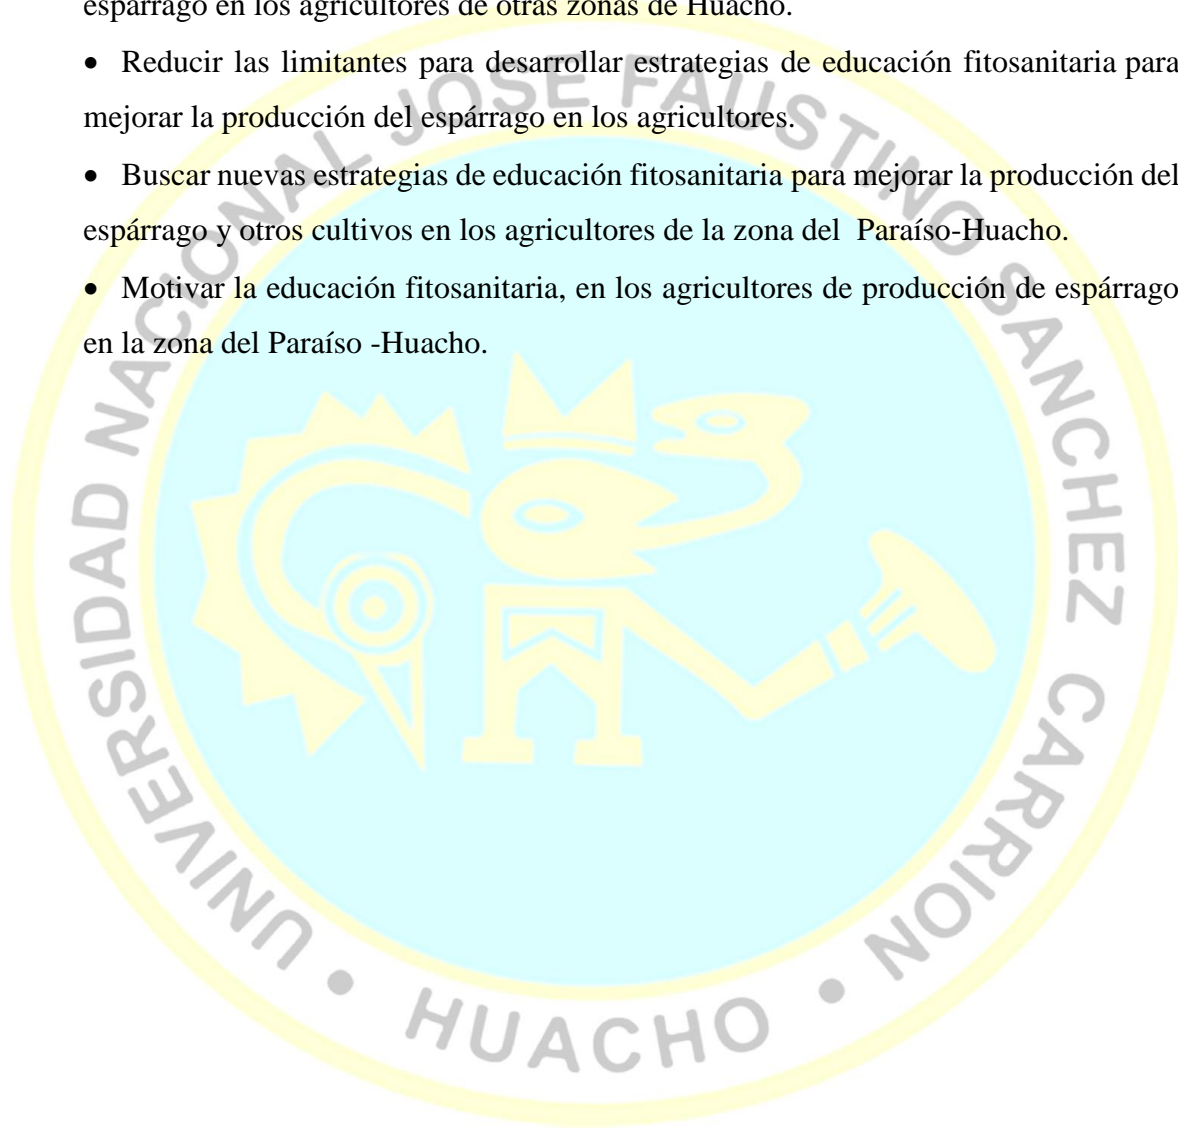 espárrago en los agricultores de otras zonas de Huacho.
• Reducir las limitantes para desarrollar estrategias de educación fitosanitaria para
mejorar la producción del espárrago en los agricultores.
• Buscar nuevas estrategias de educación fitosanitaria para mejorar la producción del
espárrago y otros cultivos en los agricultores de la zona del Paraíso-Huacho.
• Motivar la educación fitosanitaria, en los agricultores de producción de espárrago
en la zona del Paraíso -Huacho.
UNIVERSIDAD NACIONAL JOSE FAUSTINO SANCHEZ CARRION
• HUACHO •